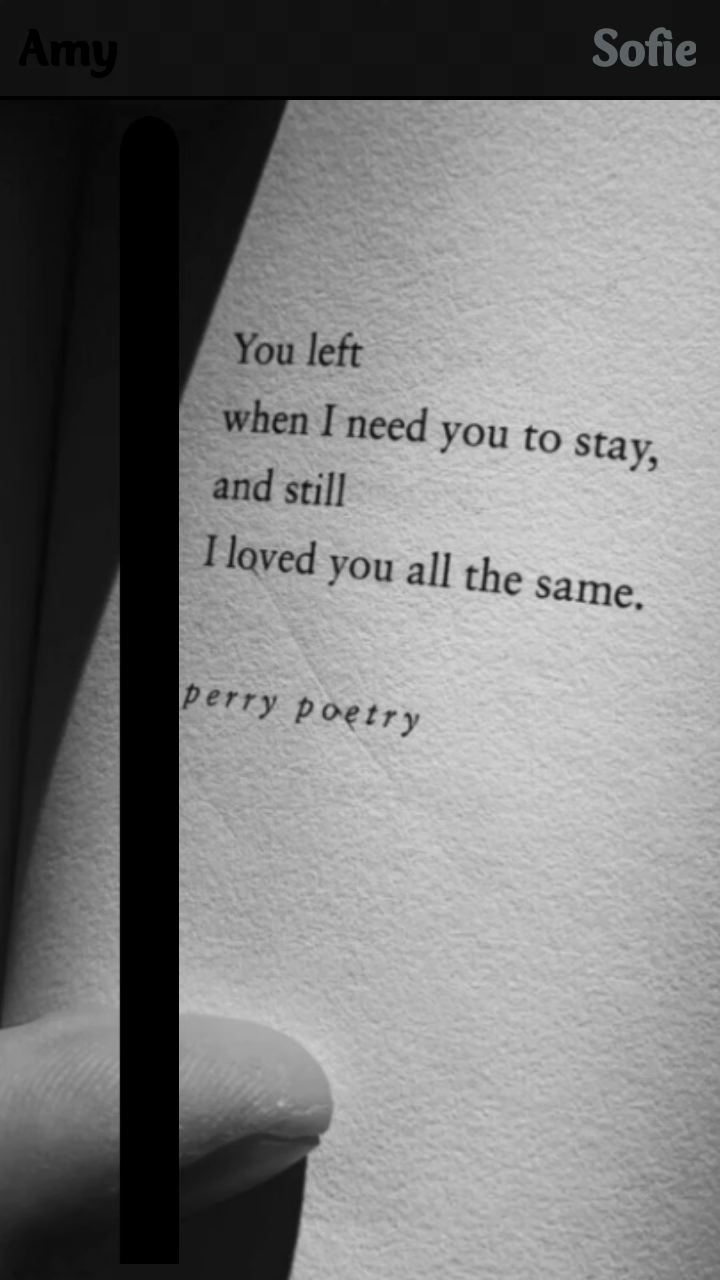 Amy Sofie
You left
when I need you to stay,
and still
I loved you all the same.
perry poetry